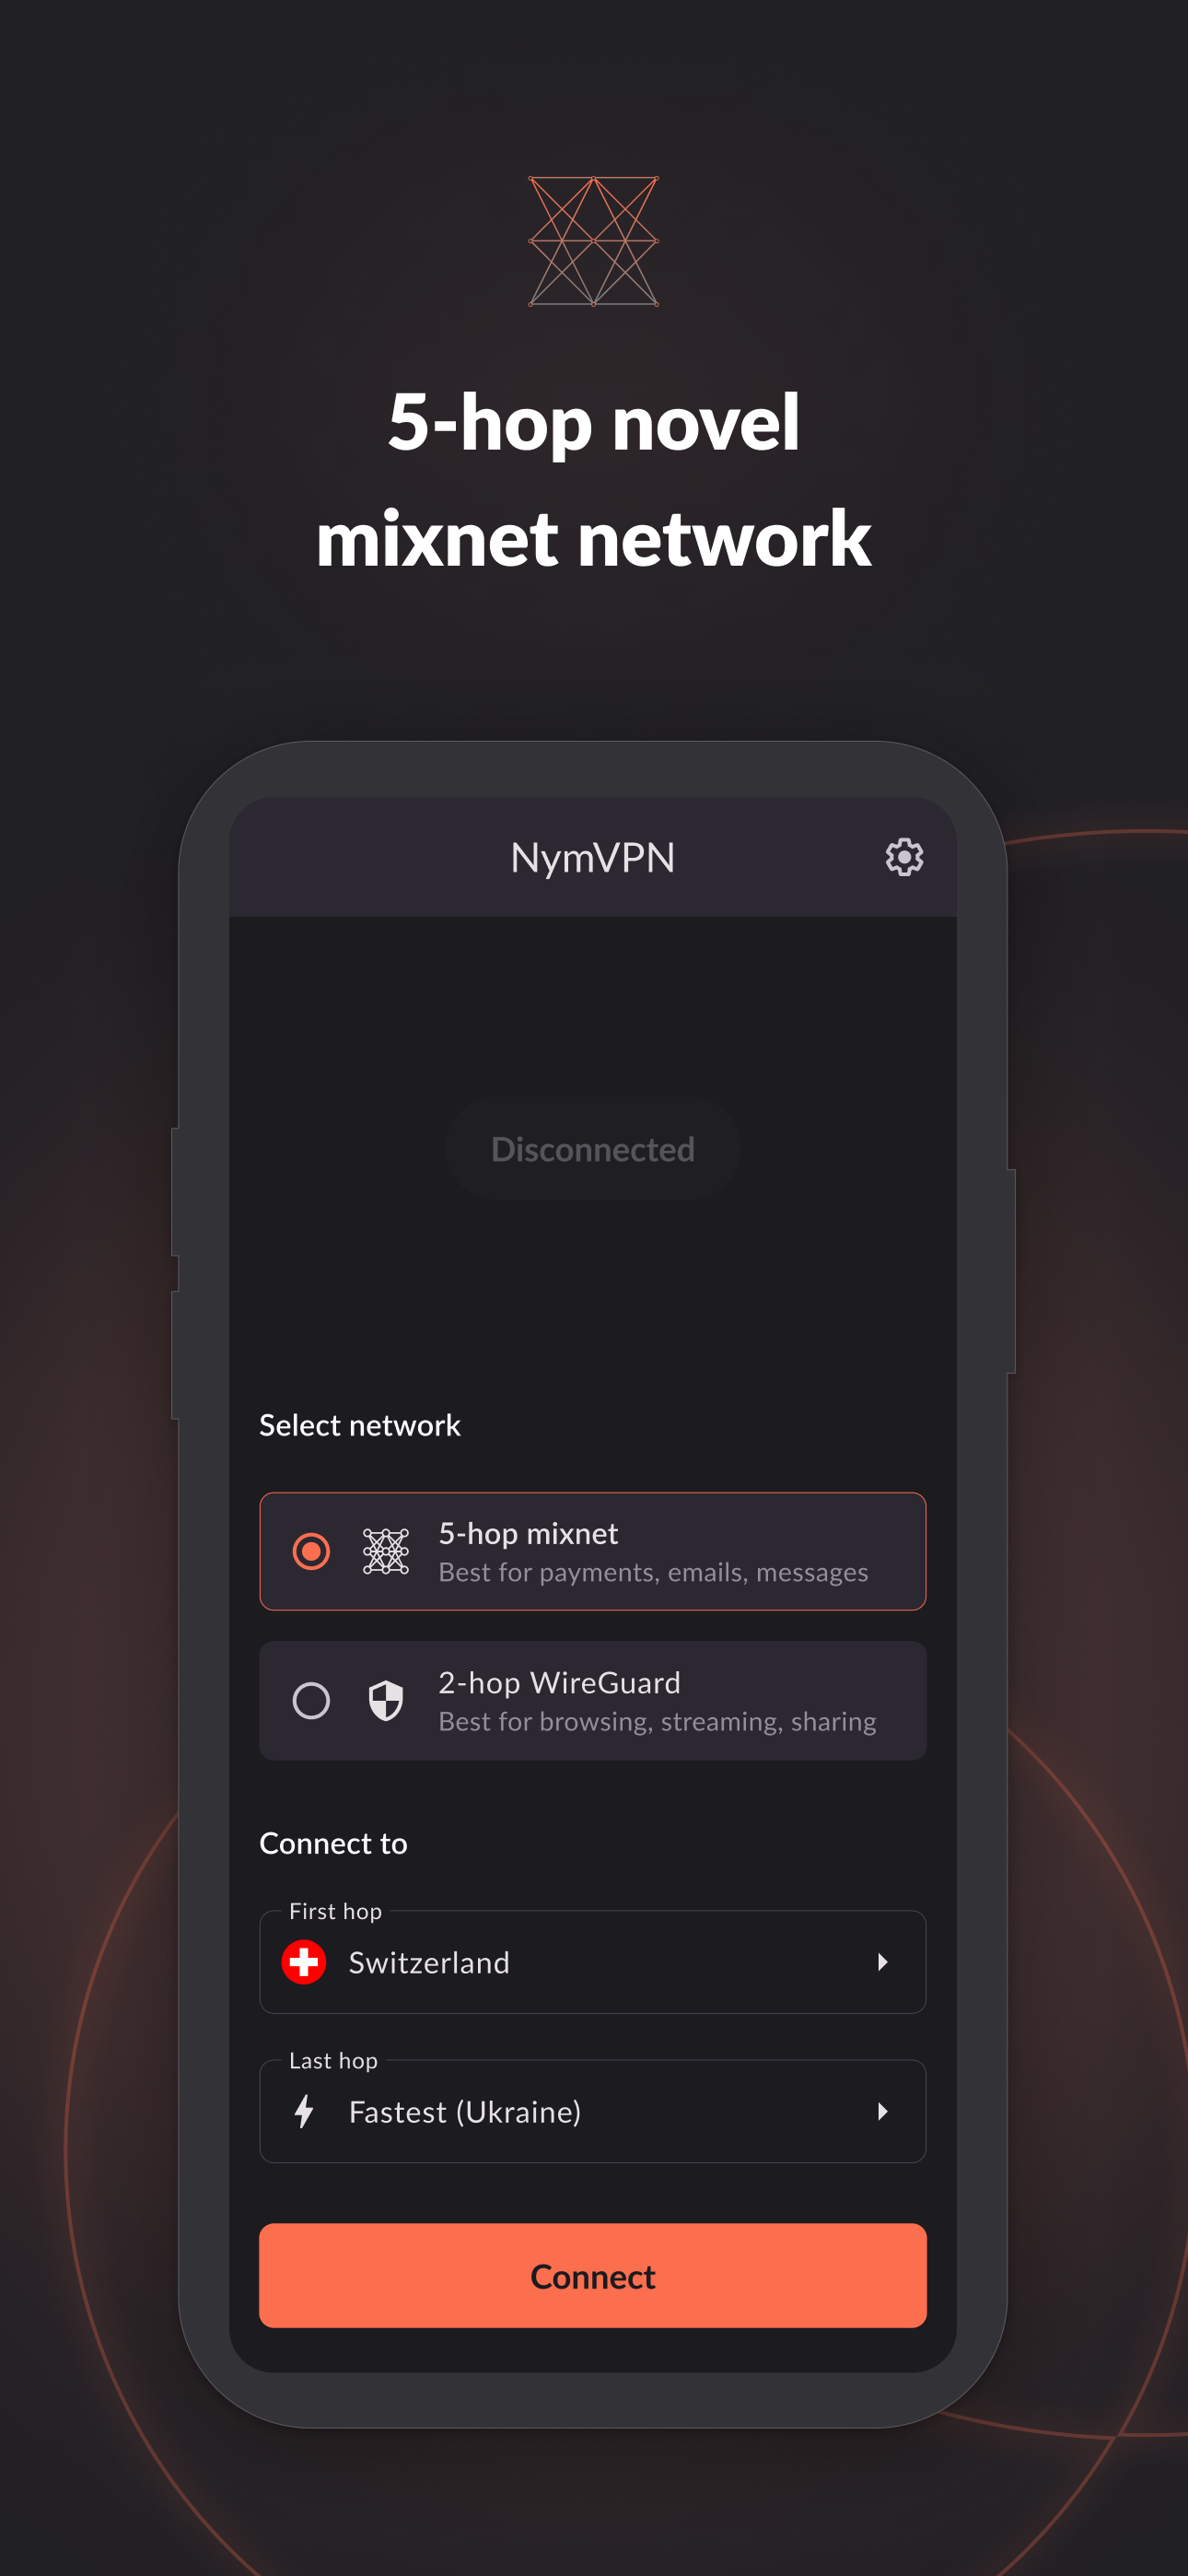 5-hop novel
mixnet network
NymVPN
Disconnected
Select network
5-hop mixnet
Best for payments, emails, messages
2-hop WireGuard
Best for browsing, streaming, sharing
Connect to
First hop
Switzerland
Last hop
Fastest (Ukraine)
Connect